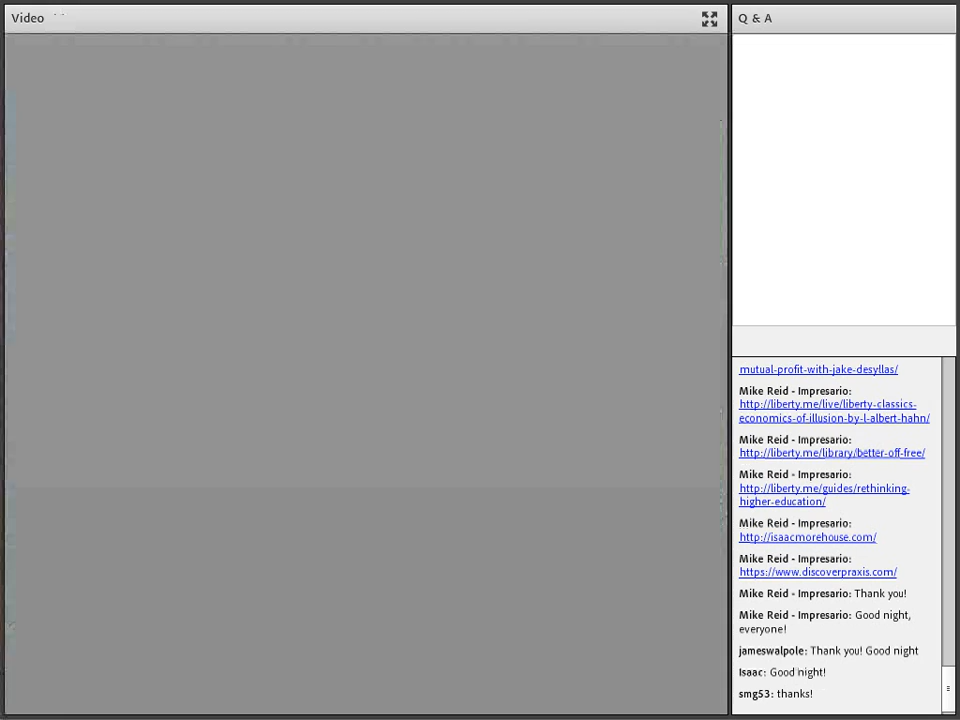 Video
Q & A
mutual-profit-with-jake-desyllas/
Mike Reid - Impresario:
http://liberty.me/live/liberty-classics-
economics-of-illusion-by-l-albert-hahn/
Mike Reid - Impresario:
http://liberty.me/library/better-off-free/
Mike Reid - Impresario:
http://liberty.me/guides/rethinking-
higher-education/
Mike Reid - Impresario:
http://isaacmorehouse.com/
Mike Reid - Impresario:
https://www.discoverpraxis.com/
Mike Reid - Impresario: Thank you!
Mike Reid - Impresario: Good night,
everyone!
jameswalpole: Thank you! Good night
Isaac: Good night!
smg53: thanks!